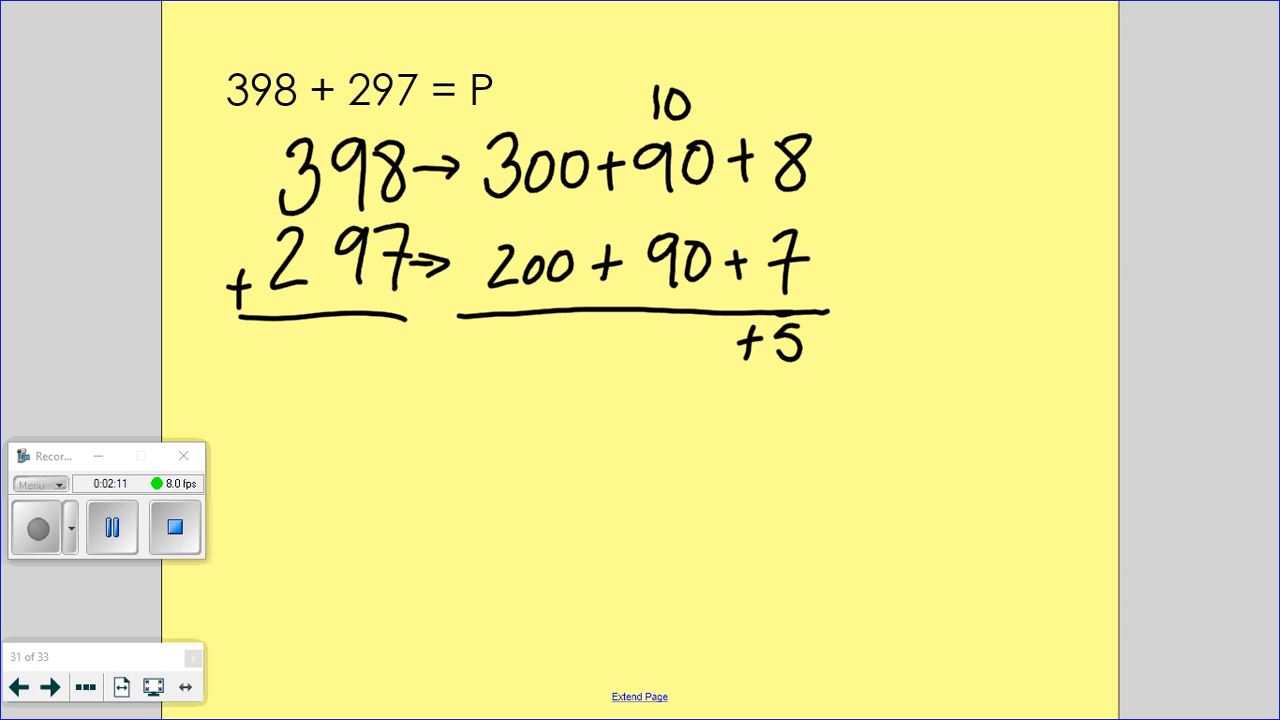 398 + 297 = P
10
398→ 300+90+8
+297→ 200+90+7
+5
Recor...
Menu
0:02:11
8.0 fps
31 of 33
Extend Page